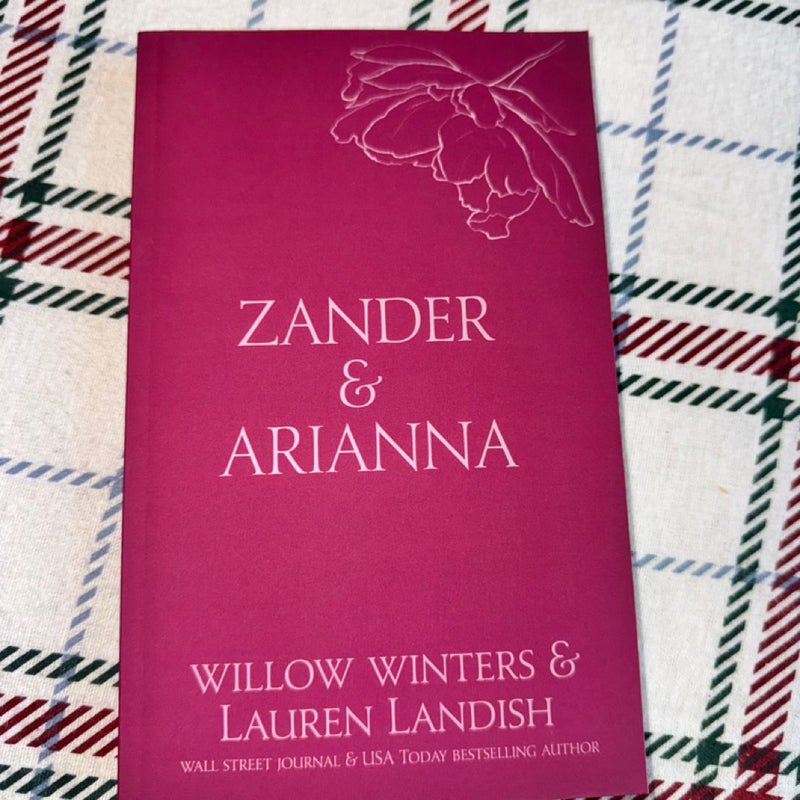 ZANDER
&
ARIANNA
WILLOW WINTERS &
LAUREN LANDISH
WALL STREET JOURNAL & USA TODAY BESTSELLING AUTHOR